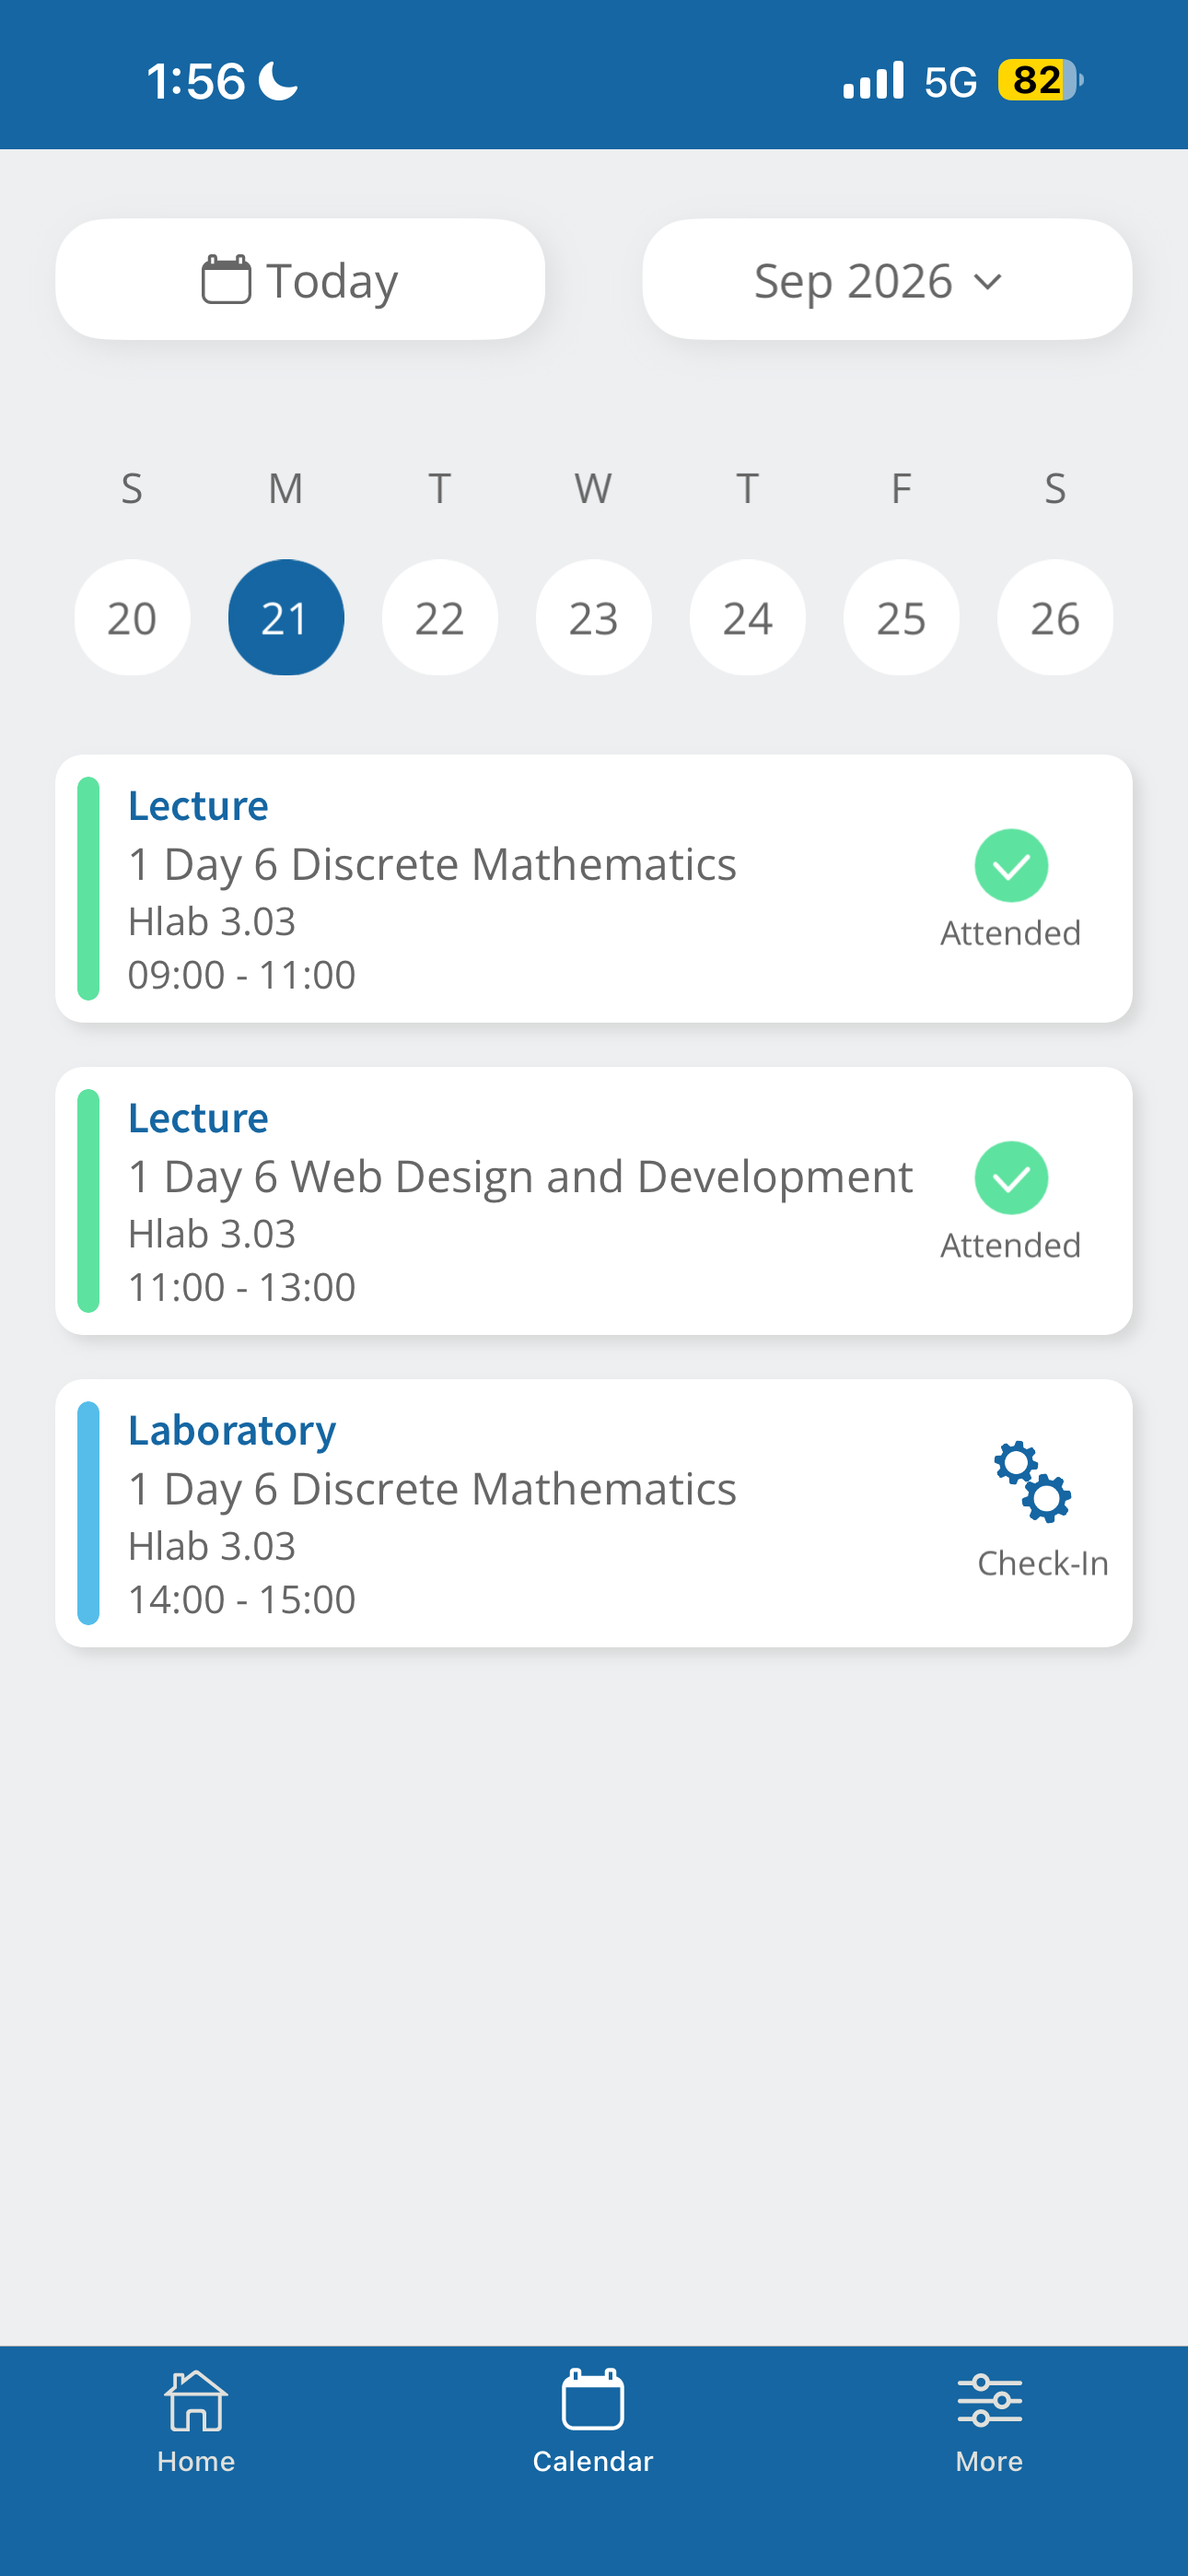 1:56 5G 82
Today Sep 2026
S M T W T F S
20 21 22 23 24 25 26
Lecture
1 Day 6 Discrete Mathematics
Hlab 3.03
09:00 - 11:00
Attended
Lecture
1 Day 6 Web Design and Development
Hlab 3.03
11:00 - 13:00
Attended
Laboratory
1 Day 6 Discrete Mathematics
Hlab 3.03
14:00 - 15:00
Check-In
Home Calendar More